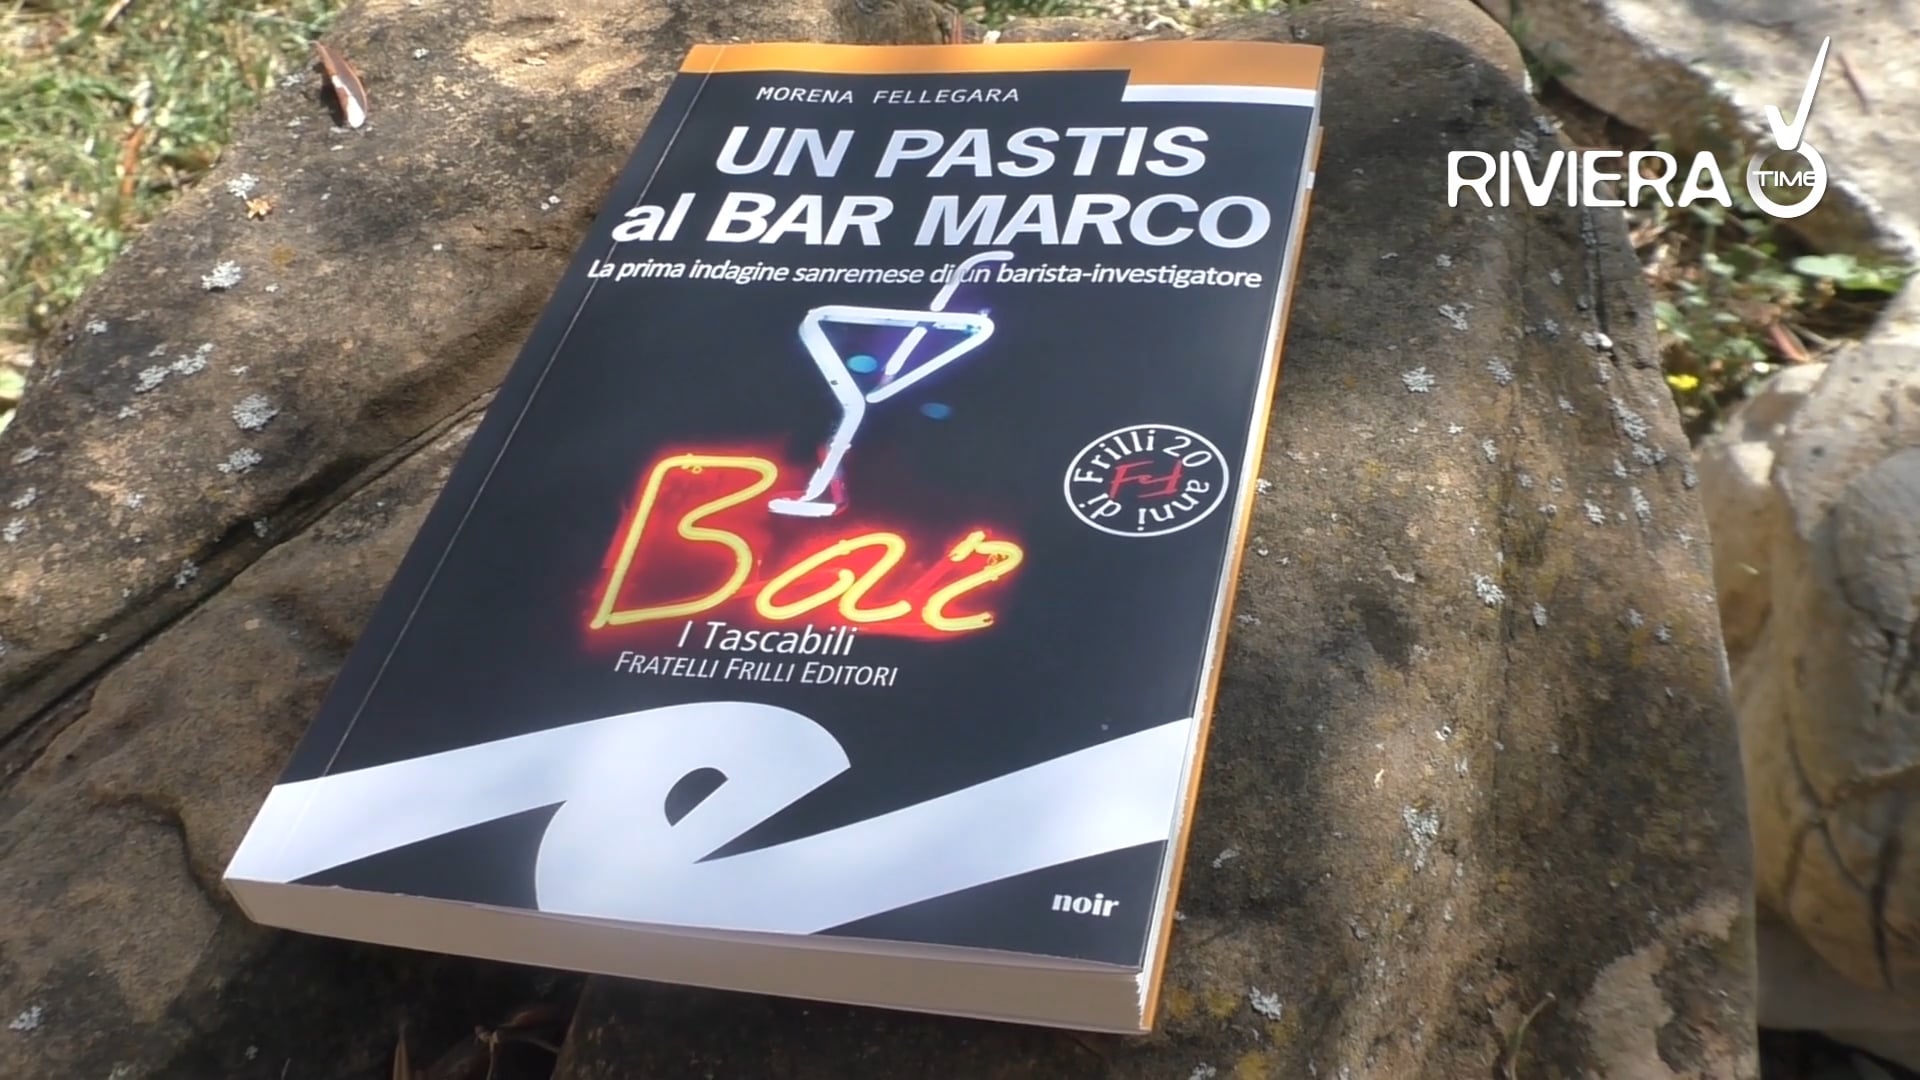 MORENA FELLEGARA
UN PASTIS
al BAR MARCO
La prima indagine sanremese di un barista-investigatore
20 anni di Frilli
FeF
Bar
I Tascabili
FRATELLI FRILLI EDITORI
noir
RIVIERA TIME